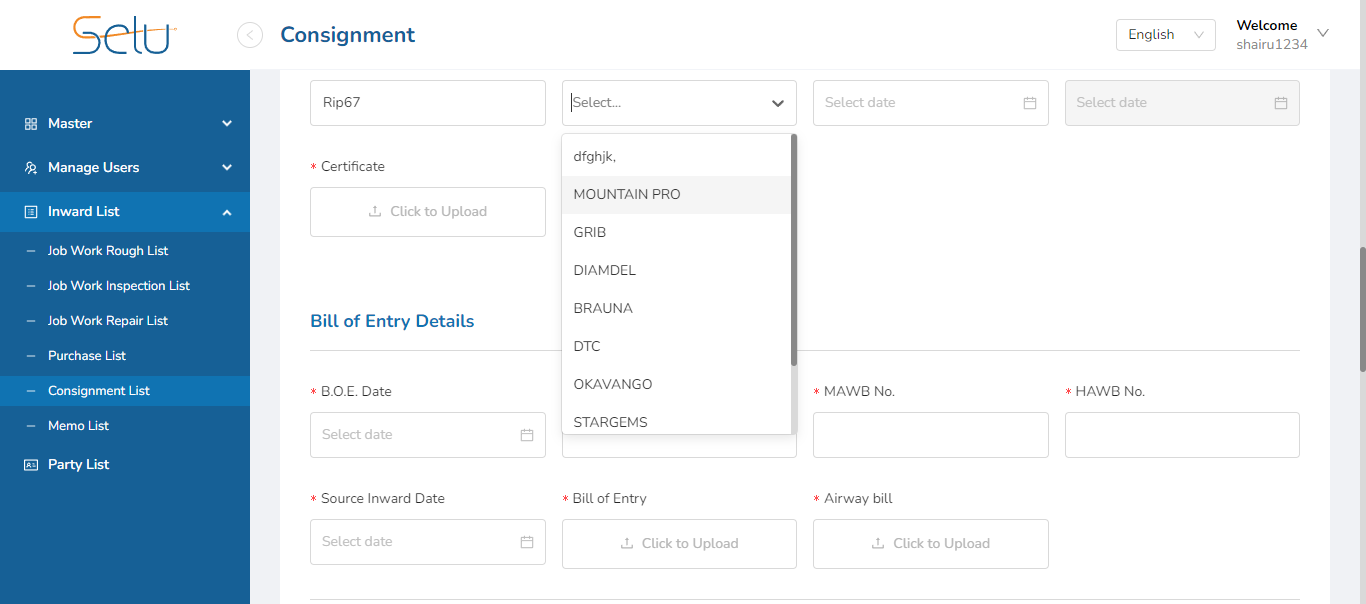 Selu
Consignment
English
Welcome
shairu1234
Master
Manage Users
Inward List
Job Work Rough List
Job Work Inspection List
Job Work Repair List
Purchase List
Consignment List
Memo List
Party List
Rip67
Select...
Select date
Select date
dfghjk,
MOUNTAIN PRO
GRIB
DIAMDEL
BRAUNA
DTC
OKAVANGO
STARGEMS
* Certificate
Click to Upload
Bill of Entry Details
* B.O.E. Date
Select date
* MAWB No.
* HAWB No.
* Source Inward Date
Select date
* Bill of Entry
Click to Upload
* Airway bill
Click to Upload